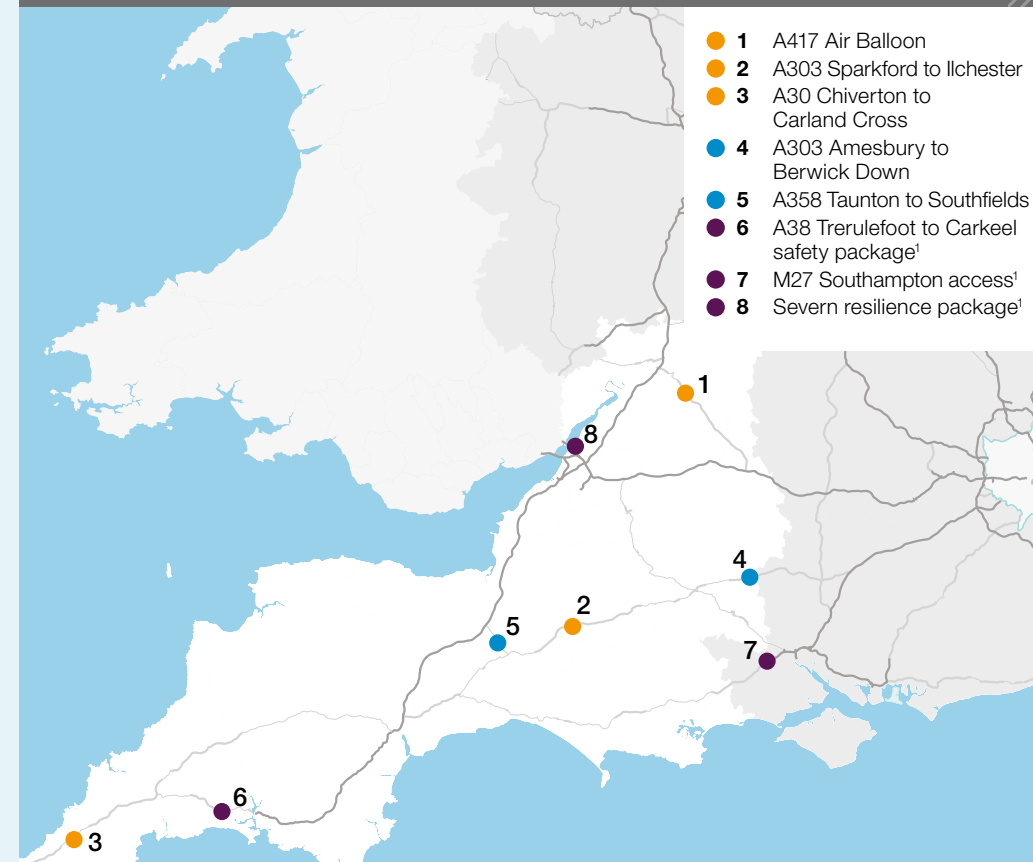 1 A417 Air Balloon
2 A303 Sparkford to Ilchester
3 A30 Chiverton to
Carland Cross
4 A303 Amesbury to
Berwick Down
5 A358 Taunton to Southfields
6 A38 Trerulefoot to Carkeel
safety package¹
7 M27 Southampton access¹
8 Severn resilience package¹
1
8
4
2
5
7
6
3